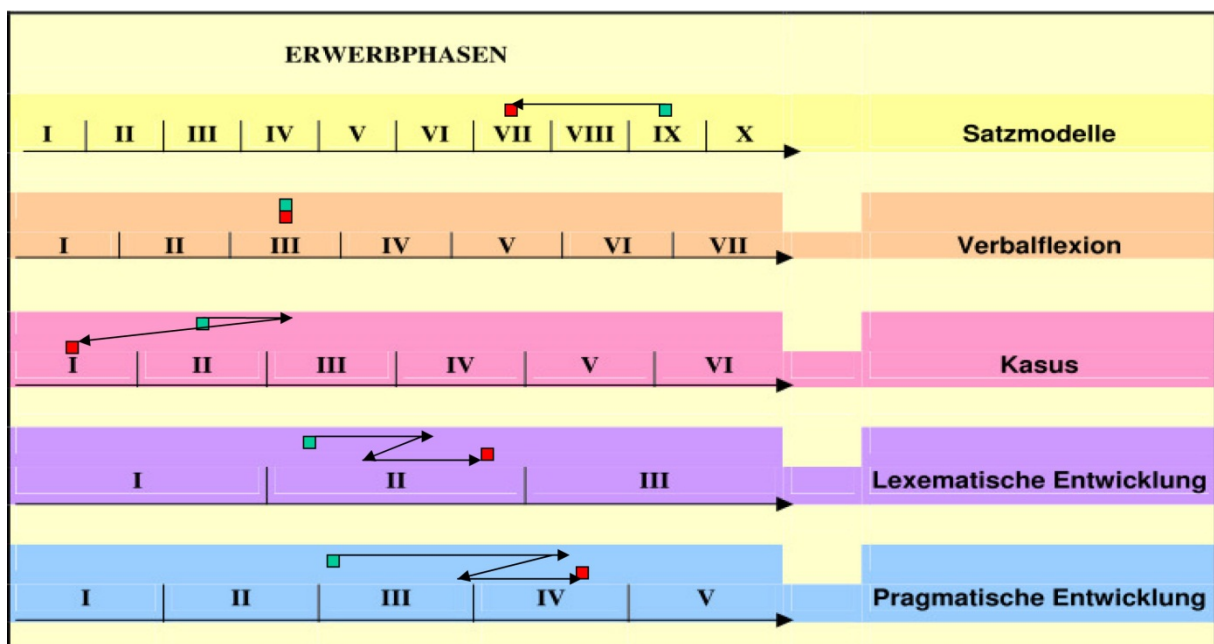 ERWERBPHASEN
I II III IV V VI VII VIII IX X Satzmodelle
I II III IV V VI VII Verbalflexion
I II III IV V VI Kasus
I II III Lexematische Entwicklung
I II III IV V Pragmatische Entwicklung